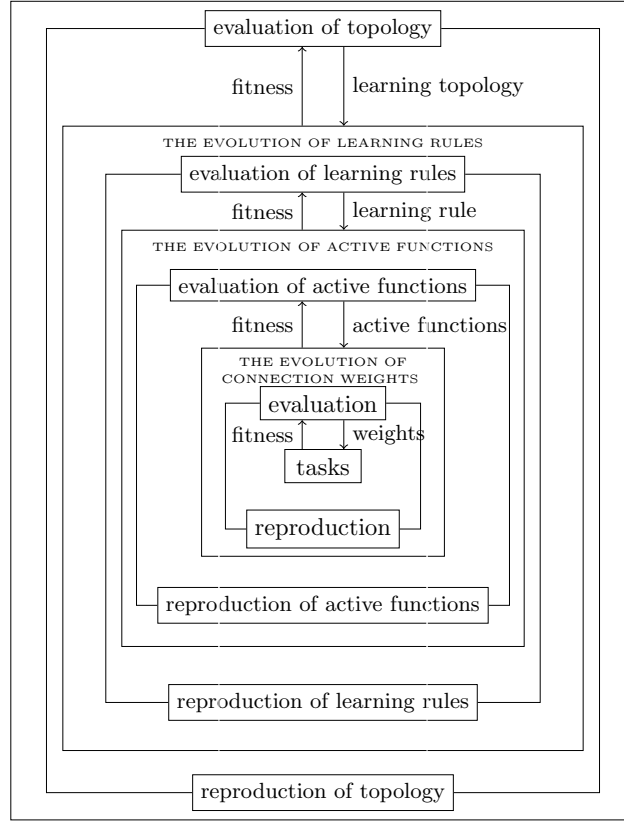 evaluation of topology
fitness
learning topology
THE EVOLUTION OF LEARNING RULES
evaluation of learning rules
fitness
learning rule
THE EVOLUTION OF ACTIVE FUNCTIONS
evaluation of active functions
fitness
active functions
THE EVOLUTION OF
CONNECTION WEIGHTS
evaluation
fitness
weights
tasks
reproduction
reproduction of active functions
reproduction of learning rules
reproduction of topology